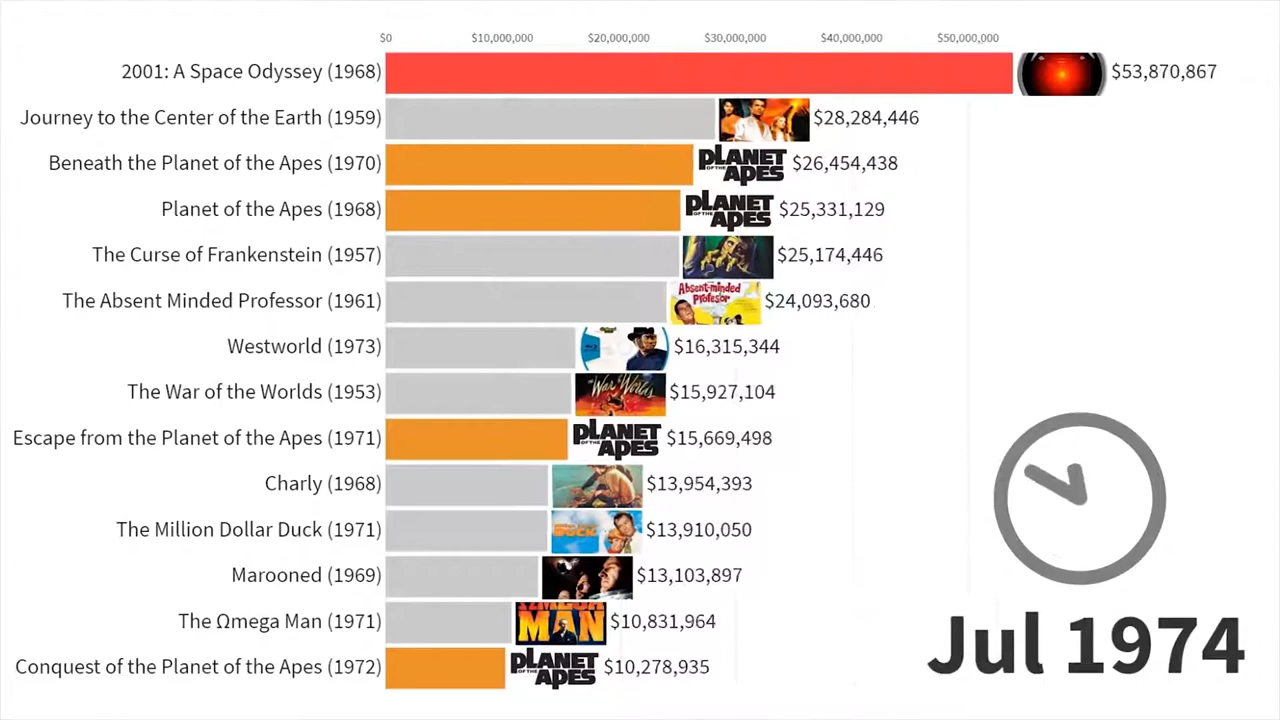 $0 $10,000,000 $20,000,000 $30,000,000 $40,000,000 $50,000,000
2001: A Space Odyssey (1968) $53,870,867
Journey to the Center of the Earth (1959) $28,284,446
Beneath the Planet of the Apes (1970) PLANET OF THE APES $26,454,438
Planet of the Apes (1968) PLANET OF THE APES $25,331,129
The Curse of Frankenstein (1957) $25,174,446
The Absent Minded Professor (1961) Absent-minded Profesor $24,093,680
Westworld (1973) $16,315,344
The War of the Worlds (1953) War Worlds $15,927,104
Escape from the Planet of the Apes (1971) PLANET OF THE APES $15,669,498
Charly (1968) $13,954,393
The Million Dollar Duck (1971) DUCK $13,910,050
Marooned (1969) $13,103,897
The Ωmega Man (1971) ΩMEGA MAN $10,831,964
Conquest of the Planet of the Apes (1972) PLANET OF THE APES $10,278,935
Jul 1974